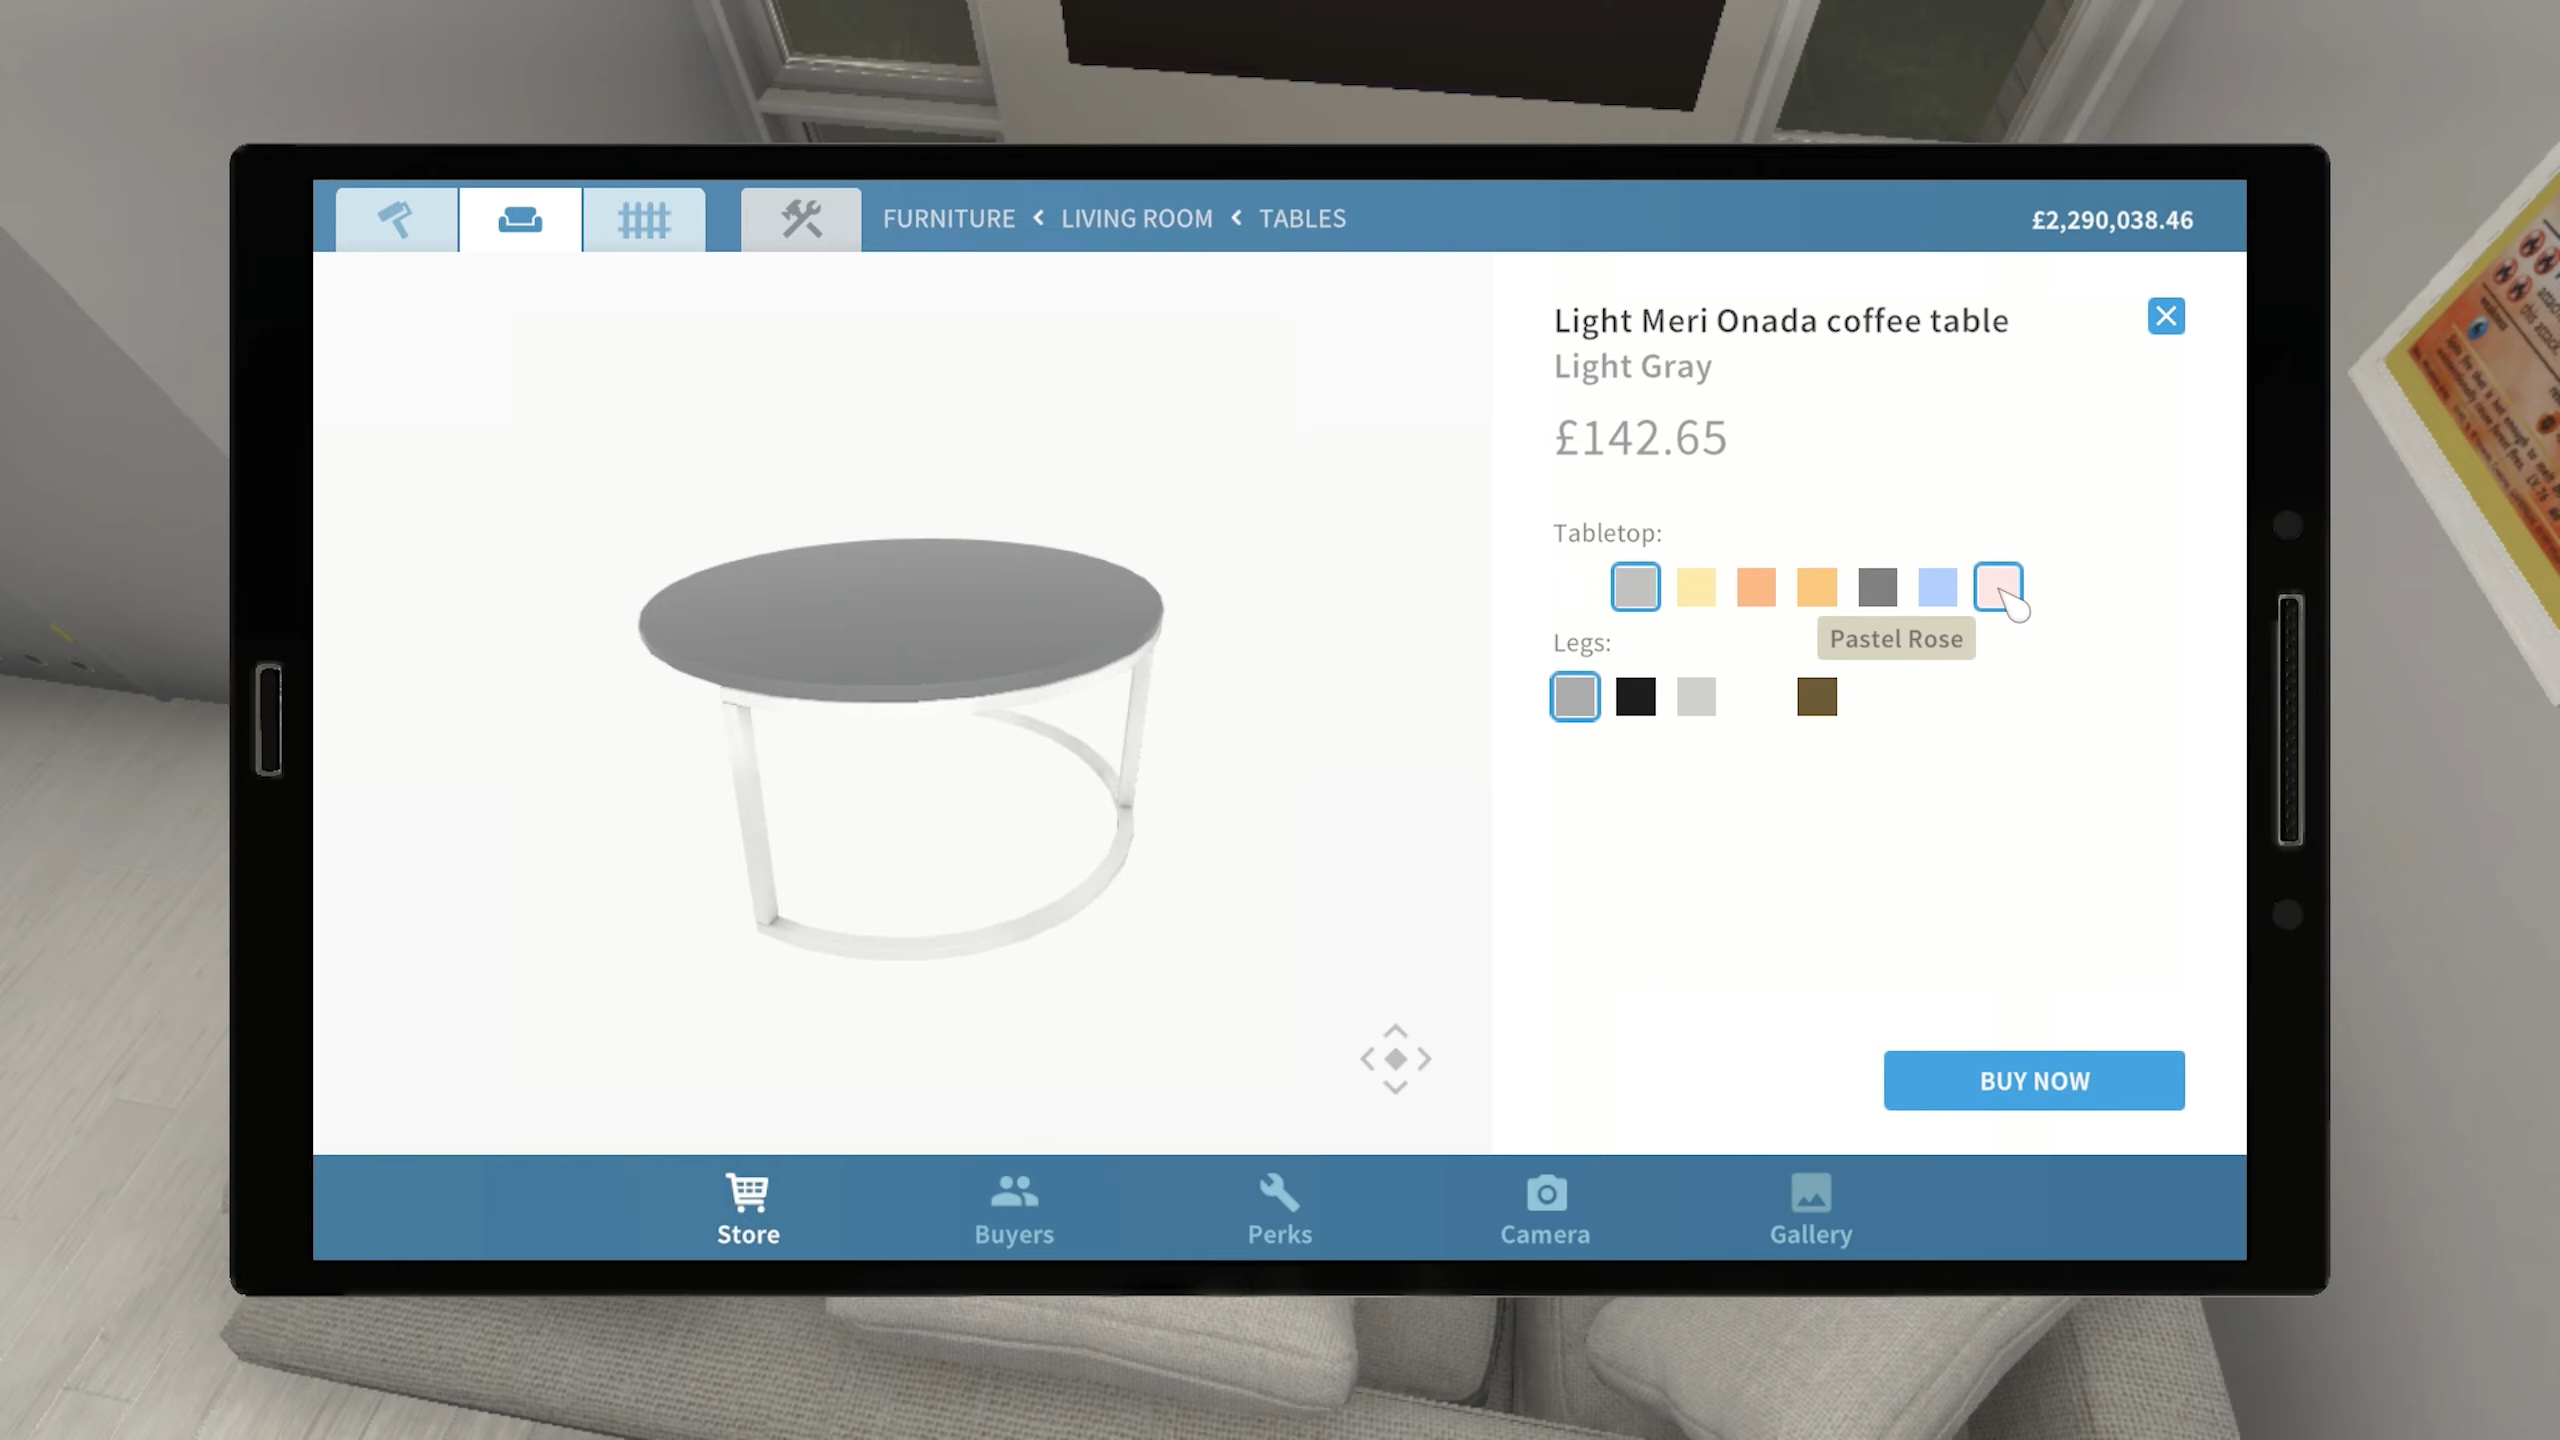 FURNITURE < LIVING ROOM < TABLES
£2,290,038.46
Light Meri Onada coffee table
Light Gray
£142.65
Tabletop:
Pastel Rose
Legs:
BUY NOW
Store
Buyers
Perks
Camera
Gallery